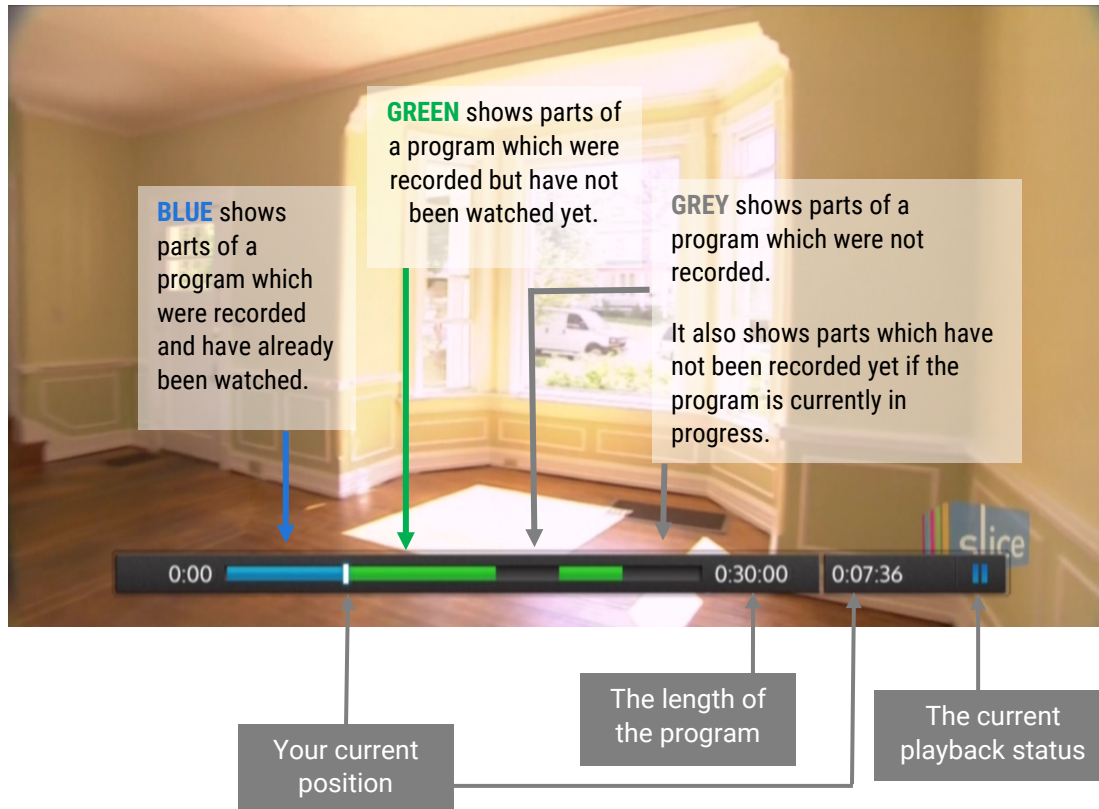 GREEN shows parts of
a program which were
recorded but have not
been watched yet.
BLUE shows
parts of a
program which
were recorded
and have already
been watched.
GREY shows parts of a
program which were not
recorded.
It also shows parts which have
not been recorded yet if the
program is currently in
progress.
slice
0:00
0:30:00
0:07:36
Your current
position
The length of
the program
The current
playback status